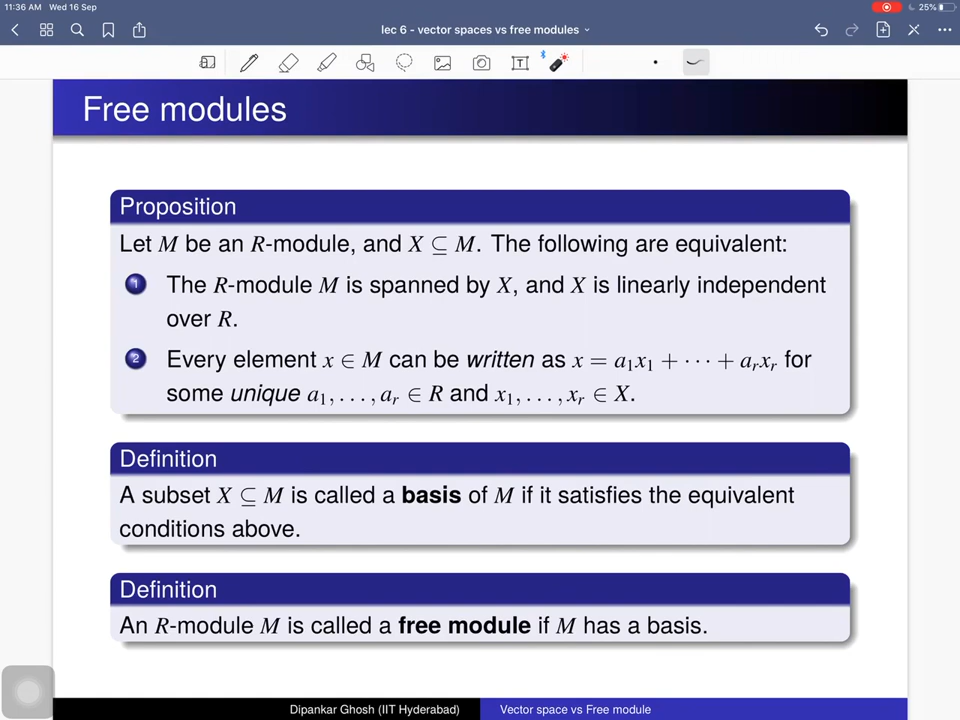 11:36 AM Wed 16 Sep
25%
lec 6 - vector spaces vs free modules
T
Free modules
Proposition
Let M be an R-module, and X ⊆ M. The following are equivalent:
1 The R-module M is spanned by X, and X is linearly independent
over R.
2 Every element x ∈ M can be written as x = a₁x₁ + ··· + aᵣxᵣ for
some unique a₁, . . . , aᵣ ∈ R and x₁, . . . , xᵣ ∈ X.
Definition
A subset X ⊆ M is called a basis of M if it satisfies the equivalent
conditions above.
Definition
An R-module M is called a free module if M has a basis.
Dipankar Ghosh (IIT Hyderabad)
Vector space vs Free module